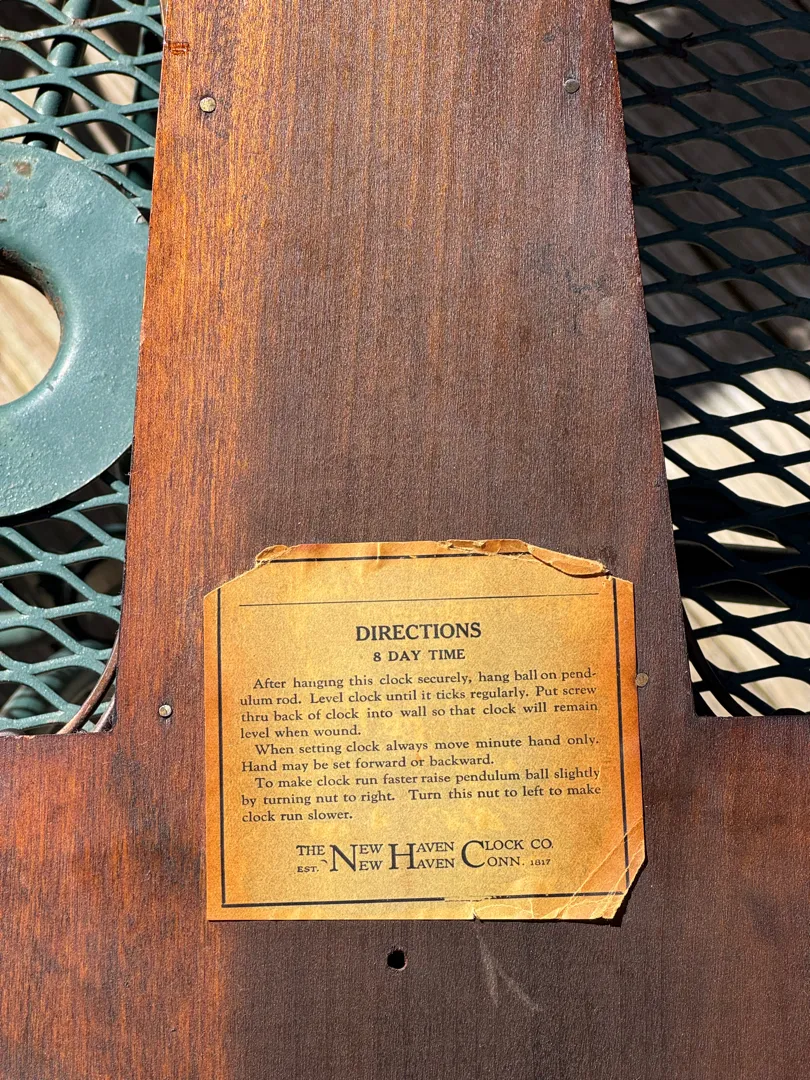 DIRECTIONS
8 DAY TIME
After hanging this clock securely, hang ball on pend-
ulum rod. Level clock until it ticks regularly. Put screw
thru back of clock into wall so that clock will remain
level when wound.
When setting clock always move minute hand only.
Hand may be set forward or backward.
To make clock run faster raise pendulum ball slightly
by turning nut to right. Turn this nut to left to make
clock run slower.
THE NEW HAVEN CLOCK CO.
EST. NEW HAVEN CONN. 1817